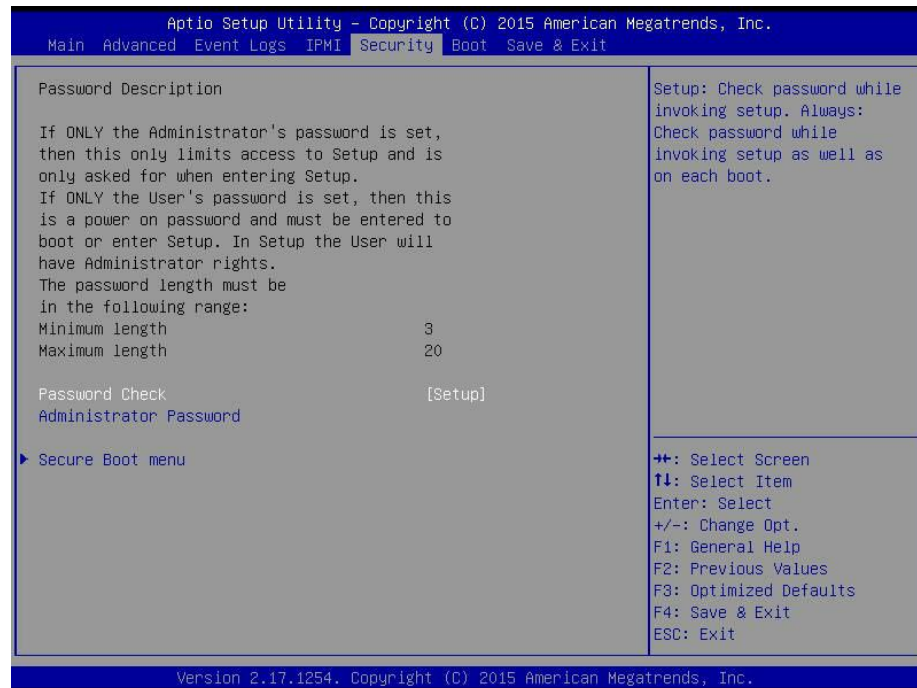 Aptio Setup Utility – Copyright (C) 2015 American Megatrends, Inc.
Main Advanced Event Logs IPMI Security Boot Save & Exit
Password Description
If ONLY the Administrator's password is set,
then this only limits access to Setup and is
only asked for when entering Setup.
If ONLY the User's password is set, then this
is a power on password and must be entered to
boot or enter Setup. In Setup the User will
have Administrator rights.
The password length must be
in the following range:
Minimum length 3
Maximum length 20
Password Check [Setup]
Administrator Password
▶ Secure Boot menu
Setup: Check password while
invoking setup. Always:
Check password while
invoking setup as well as
on each boot.
→←: Select Screen
↑↓: Select Item
Enter: Select
+/-: Change Opt.
F1: General Help
F2: Previous Values
F3: Optimized Defaults
F4: Save & Exit
ESC: Exit
Version 2.17.1254. Copyright (C) 2015 American Megatrends, Inc.